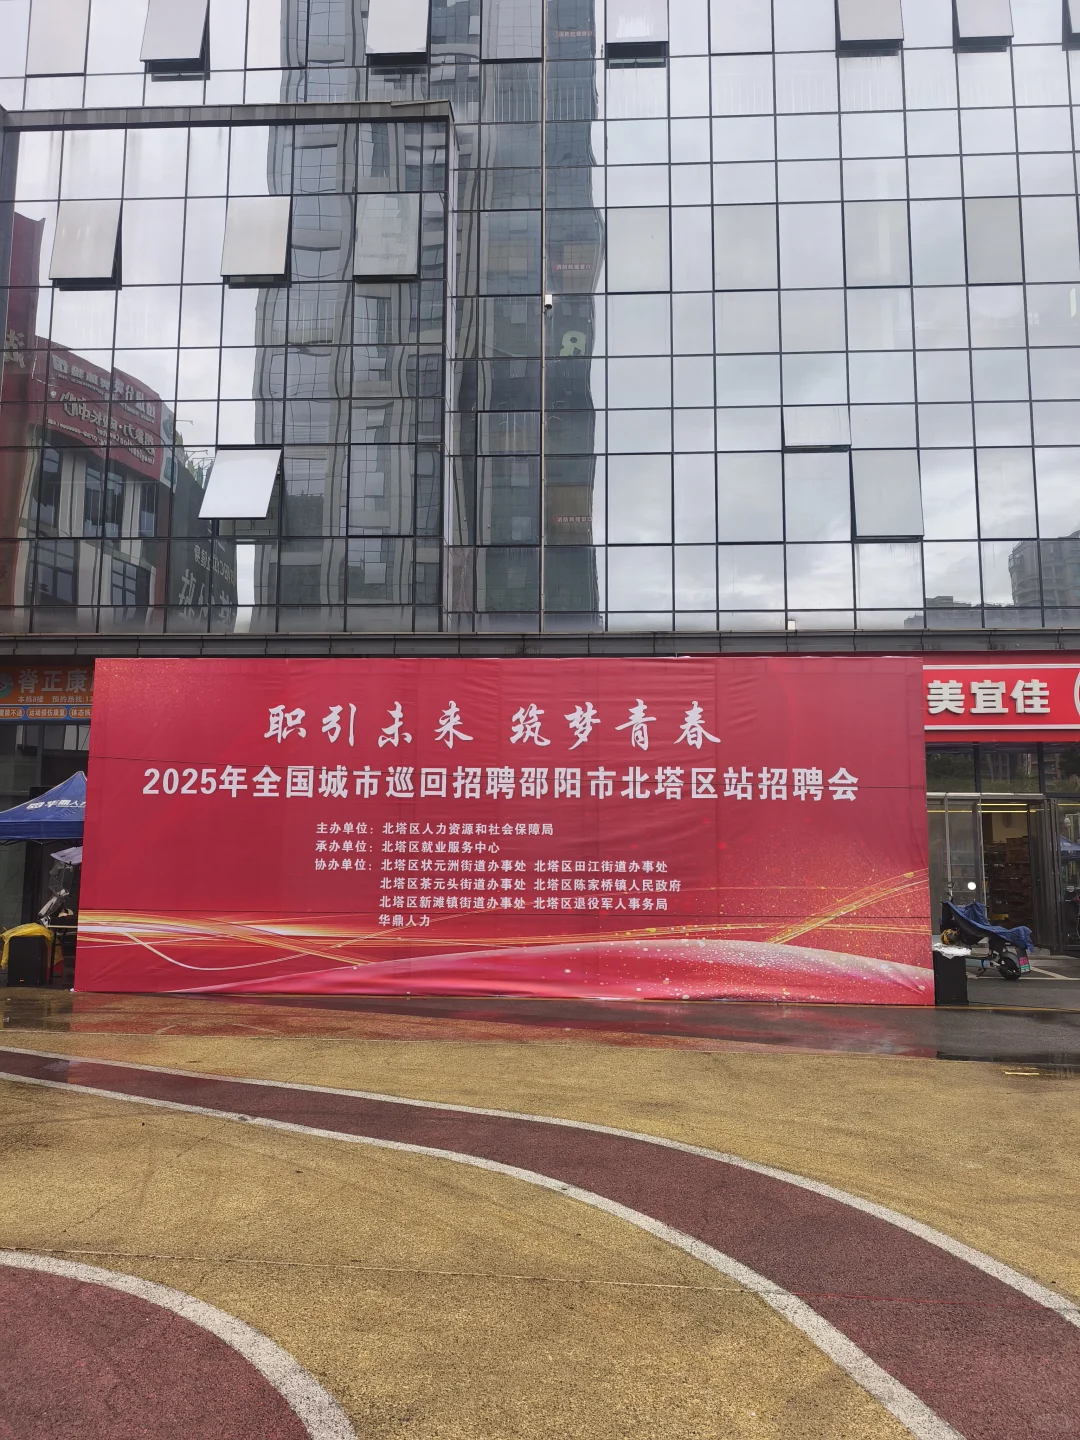 脊正康
美宜佳
职引未来 筑梦青春
2025年全国城市巡回招聘邵阳市北塔区站招聘会
主办单位：北塔区人力资源和社会保障局
承办单位：北塔区就业服务中心
协办单位：北塔区状元洲街道办事处 北塔区田江街道办事处
北塔区茶元头街道办事处 北塔区陈家桥镇人民政府
北塔区新滩镇街道办事处 北塔区退役军人事务局
华鼎人力